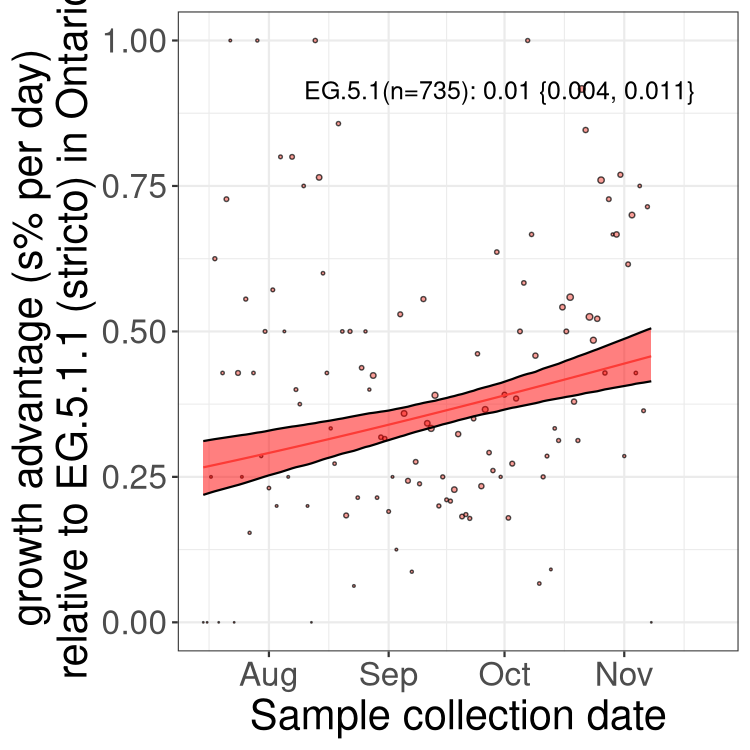 growth advantage (s% per day)
relative to EG.5.1.1 (stricto) in Ontario
1.00
0.75
0.50
0.25
0.00
EG.5.1(n=735): 0.01 {0.004, 0.011}
Aug Sep Oct Nov
Sample collection date